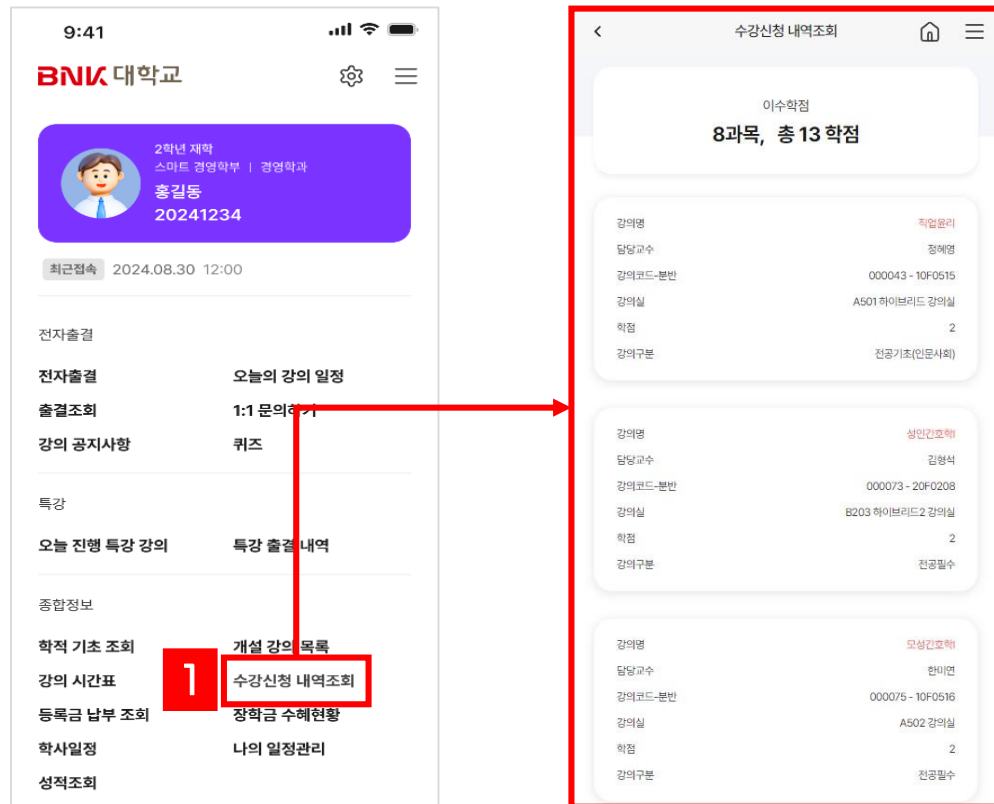 9:41
BNK 대학교
2학년 재학
스마트 경영학부 | 경영학과
홍길동
20241234
최근접속 2024.08.30 12:00
전자출결
전자출결 오늘의 강의 일정
출결조회 1:1 문의하기
강의 공지사항 퀴즈
특강
오늘 진행 특강 강의 특강 출결 내역
종합정보
학적 기초 조회 개설 강의 목록
강의 시간표 1 수강신청 내역조회
등록금 납부 조회 장학금 수혜현황
학사일정 나의 일정관리
성적조회
수강신청 내역조회
이수학점
8과목, 총 13 학점
강의명 직업윤리
담당교수 정혜영
강의코드-분반 000043 - 10F0515
강의실 A501 하이브리드 강의실
학점 2
강의구분 전공기초(인문사회)
강의명 성인간호학I
담당교수 김형석
강의코드-분반 000073 - 20F0208
강의실 B203 하이브리드2 강의실
학점 2
강의구분 전공필수
강의명 모성간호학I
담당교수 한미연
강의코드-분반 000075 - 10F0516
강의실 A502 강의실
학점 2
강의구분 전공필수